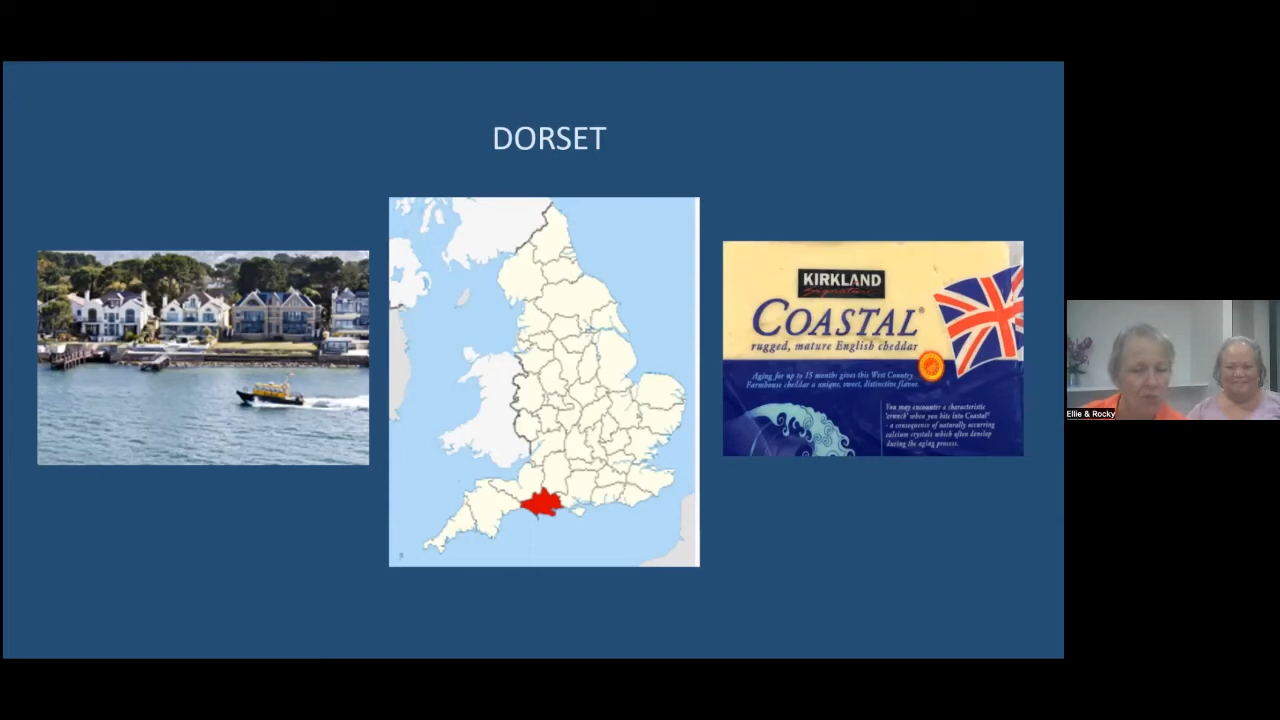 DORSET
KIRKLAND
Signature
COASTAL®
rugged, mature English cheddar
Aging for up to 15 months gives this West Country
Farmhouse cheddar a unique, sweet, distinctive flavor.
You may encounter a characteristic
'crunch' when you bite into Coastal®
- a consequence of naturally occurring
calcium crystals which often develop
during the aging process.
Ellie & Rocky